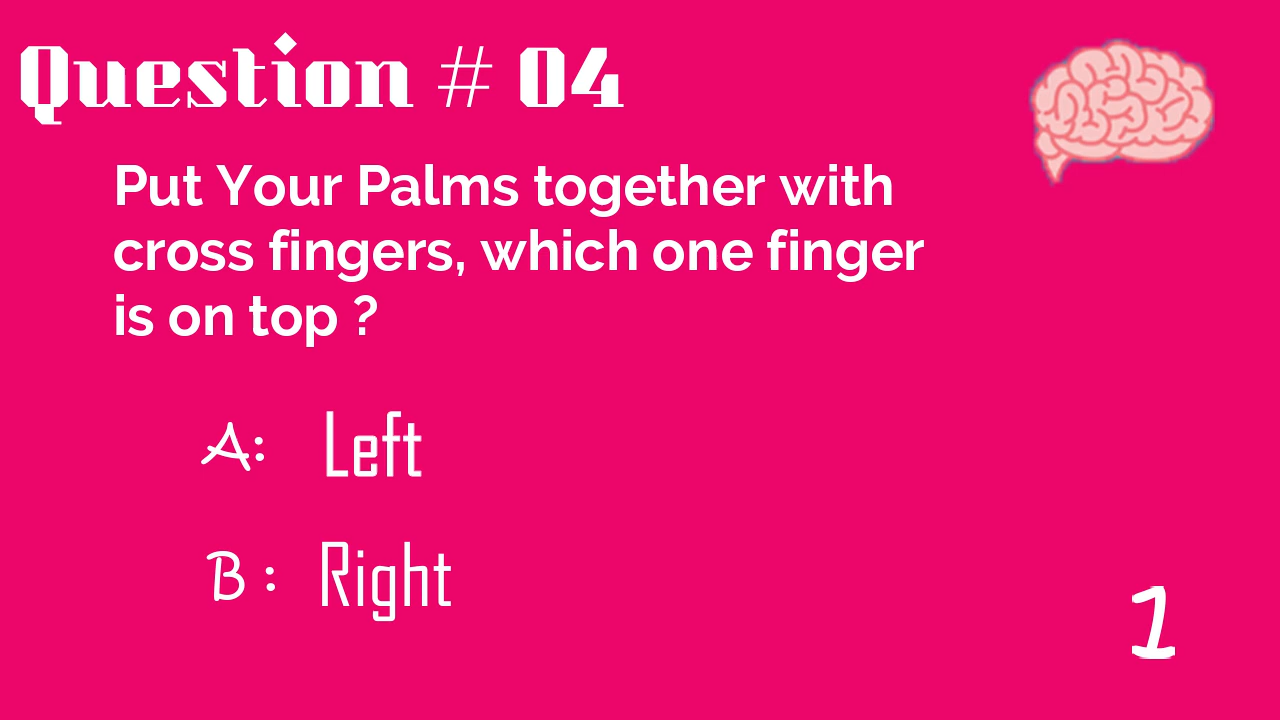 Question # 04
Put Your Palms together with
cross fingers, which one finger
is on top ?
A: Left
B : Right
1